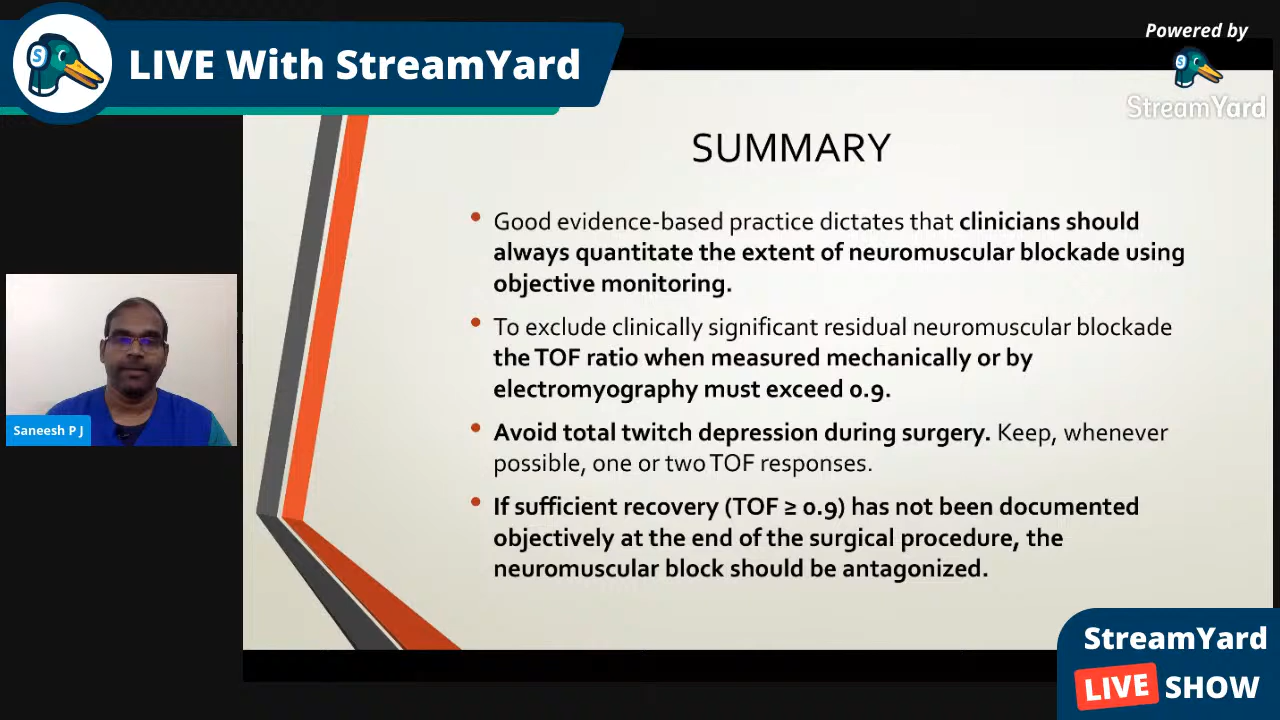 LIVE With StreamYard
Powered by
StreamYard
SUMMARY
• Good evidence-based practice dictates that clinicians should
always quantitate the extent of neuromuscular blockade using
objective monitoring.
• To exclude clinically significant residual neuromuscular blockade
the TOF ratio when measured mechanically or by
electromyography must exceed 0.9.
• Avoid total twitch depression during surgery. Keep, whenever
possible, one or two TOF responses.
• If sufficient recovery (TOF ≥ 0.9) has not been documented
objectively at the end of the surgical procedure, the
neuromuscular block should be antagonized.
Saneesh P J
StreamYard
LIVE SHOW